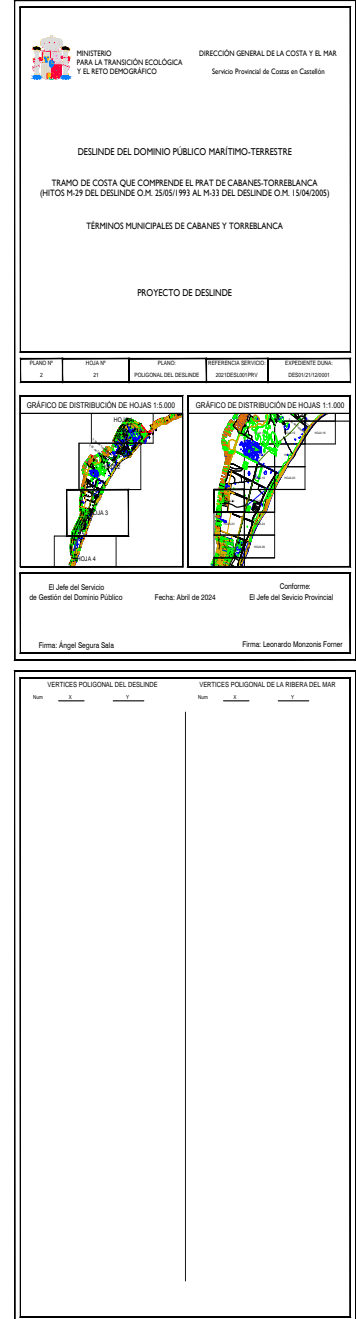 MINISTERIO
PARA LA TRANSICIÓN ECOLÓGICA
Y EL RETO DEMOGRÁFICO
DIRECCIÓN GENERAL DE LA COSTA Y EL MAR
Servicio Provincial de Costas en Castellón
DESLINDE DEL DOMINIO PÚBLICO MARÍTIMO-TERRESTRE
TRAMO DE COSTA QUE COMPRENDE EL PRAT DE CABANES-TORREBLANCA
(HITOS M-29 DEL DESLINDE O.M. 25/05/1993 AL M-33 DEL DESLINDE O.M. 15/04/2005)
TÉRMINOS MUNICIPALES DE CABANES Y TORREBLANCA
PROYECTO DE DESLINDE
PLANO Nº HOJA Nº PLANO: REFERENCIA SERVICIO: EXPEDIENTE DUNA:
2 21 POLIGONAL DEL DESLINDE 2021DESL001PRV DES01/21/12/0001
GRÁFICO DE DISTRIBUCIÓN DE HOJAS 1:5.000
GRÁFICO DE DISTRIBUCIÓN DE HOJAS 1:1.000
HOJA 3
HOJA 4
El Jefe del Servicio
de Gestión del Dominio Público
Fecha: Abril de 2024
Conforme:
El Jefe del Sevicio Provincial
Firma: Ángel Segura Sala
Firma: Leonardo Monzonis Forner
VERTICES POLIGONAL DEL DESLINDE
Num X Y
VERTICES POLIGONAL DE LA RIBERA DEL MAR
Num X Y